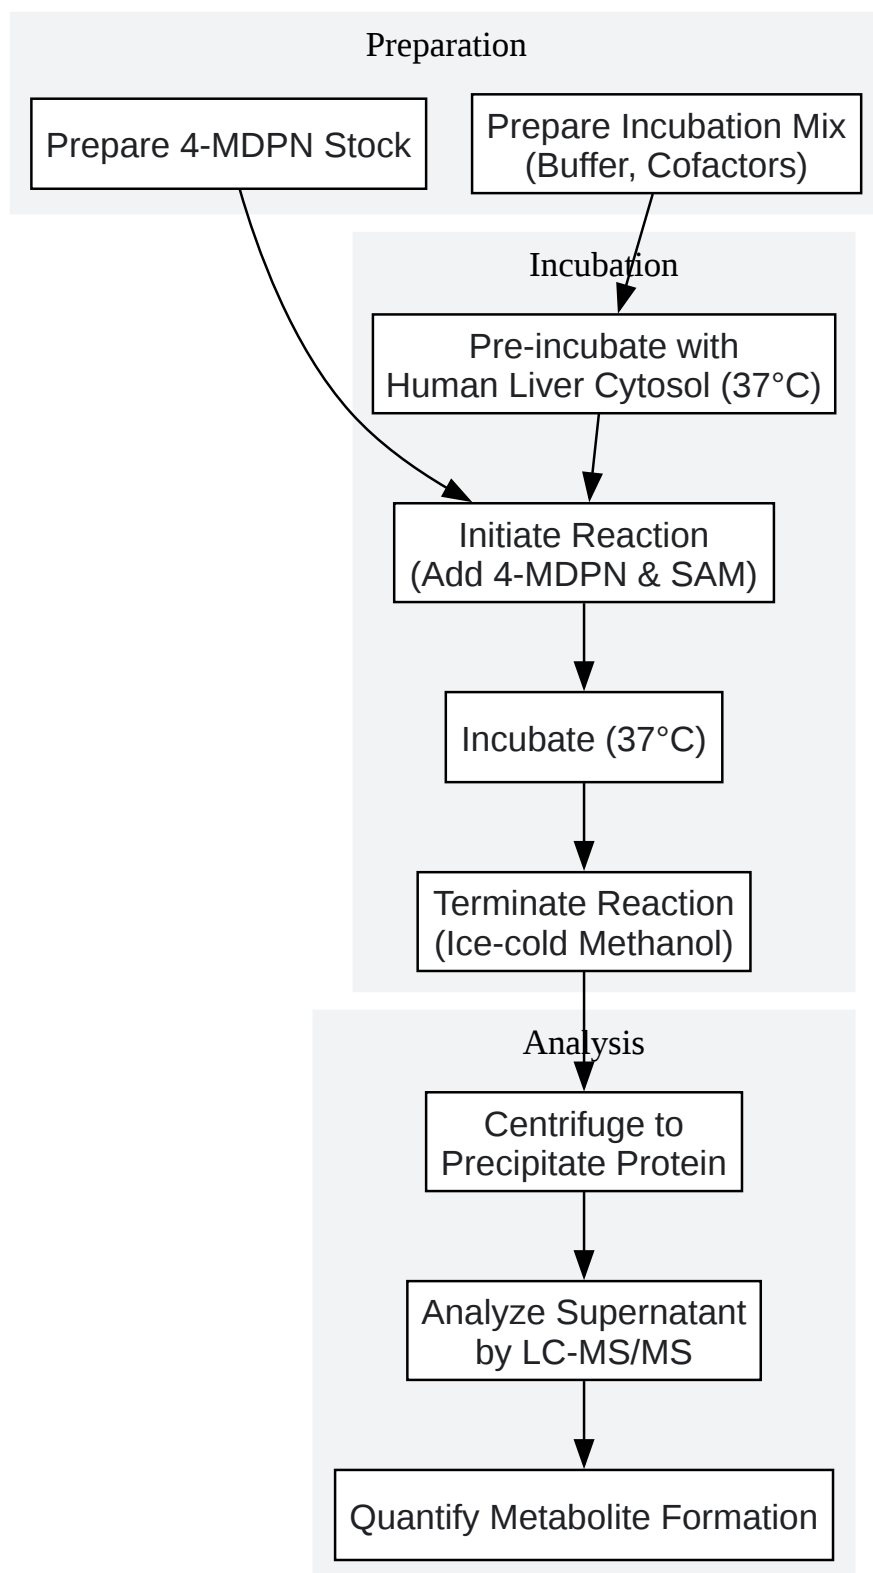 Preparation
Prepare 4-MDPN Stock
Prepare Incubation Mix
(Buffer, Cofactors)
Incubation
Pre-incubate with
Human Liver Cytosol (37°C)
Initiate Reaction
(Add 4-MDPN & SAM)
Incubate (37°C)
Terminate Reaction
(Ice-cold Methanol)
Analysis
Centrifuge to
Precipitate Protein
Analyze Supernatant
by LC-MS/MS
Quantify Metabolite Formation